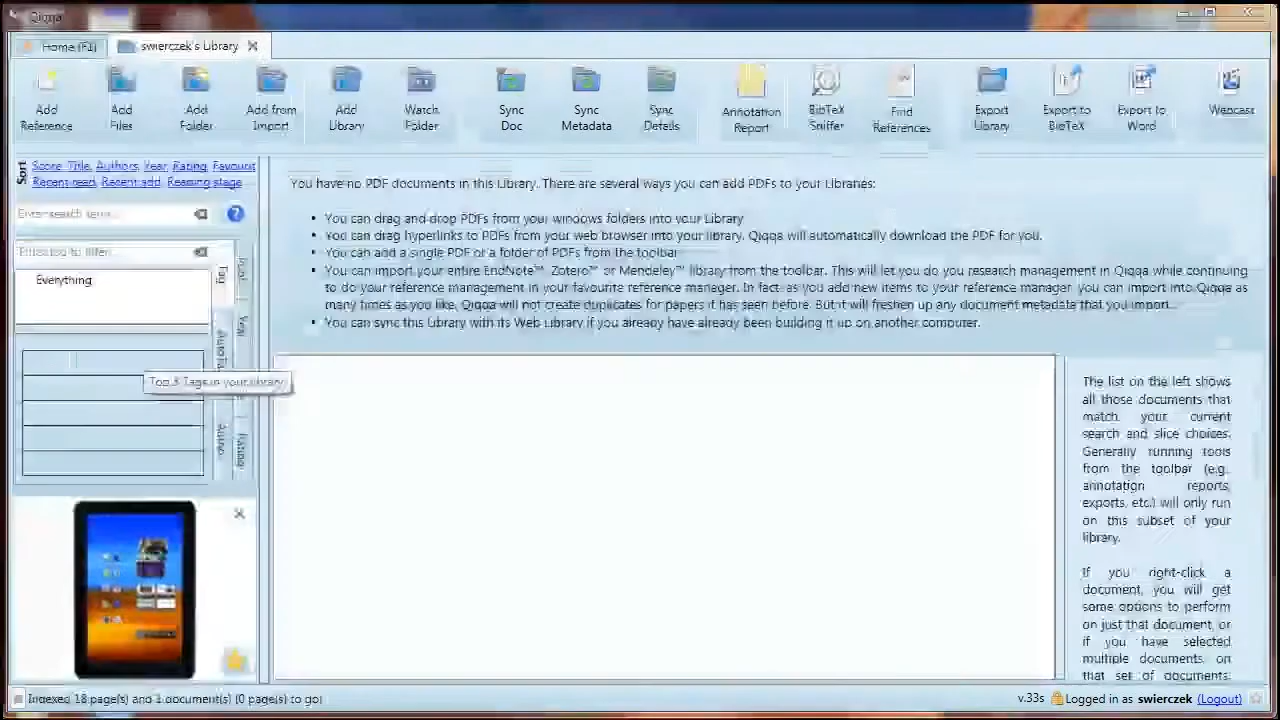 Qiqqa
Home (F1)
swierczek's Library
Add Reference
Add Files
Add Folder
Add from Import
Add Library
Watch Folder
Sync Doc
Sync Metadata
Sync Details
Annotation Report
BibTeX Sniffer
Find References
Export Library
Export to BibTeX
Export to Word
Webcast
Sort
Score, Title, Authors, Year, Rating, Favourit
Recent read, Recent add, Reading stage
Enter search term...
Everything
Tag
Year
Rating
Top 3 Tags in your Library
You have no PDF documents in this Library. There are several ways you can add PDFs to your Libraries:
• You can drag and drop PDFs from your windows folders into your Library
• You can drag hyperlinks to PDFs from your web browser into your library. Qiqqa will automatically download the PDF for you.
• You can add a single PDF or a folder of PDFs from the toolbar
• You can import your entire EndNote™, Zotero™ or Mendeley™ library from the toolbar. This will let you do you research management in Qiqqa while continuing
to do your reference management in your favourite reference manager. In fact, as you add new items to your reference manager, you can import into Qiqqa as
many times as you like, Qiqqa will not create duplicates for papers it has seen before. But it will freshen up any document metadata that you import...
• You can sync this Library with its Web Library if you already have already been building it up on another computer.
The list on the left shows
all those documents that
match your current
search and slice choices.
Generally running tools
from the toolbar (e.g.
annotation reports,
exports, etc.) will only run
on this subset of your
library.
If you right-click a
document, you will get
some options to perform
on just that document, or
if you have selected
multiple documents, on
that set of documents.
Indexed 18 page(s) and 1 document(s) (0 page(s) to go)
v.33s
Logged in as swierczek (Logout)